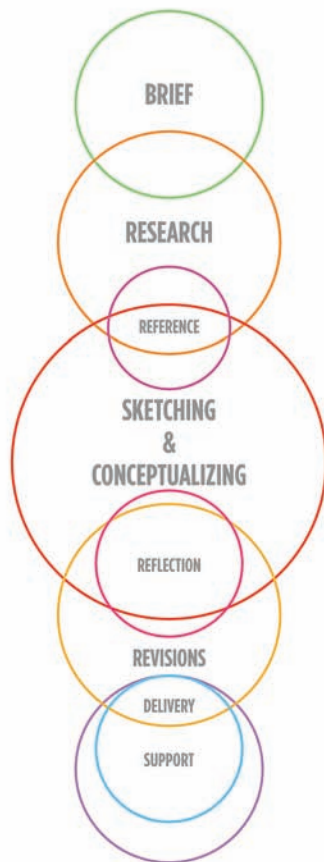 BRIEF
RESEARCH
REFERENCE
SKETCHING
&
CONCEPTUALIZING
REFLECTION
REVISIONS
DELIVERY
SUPPORT